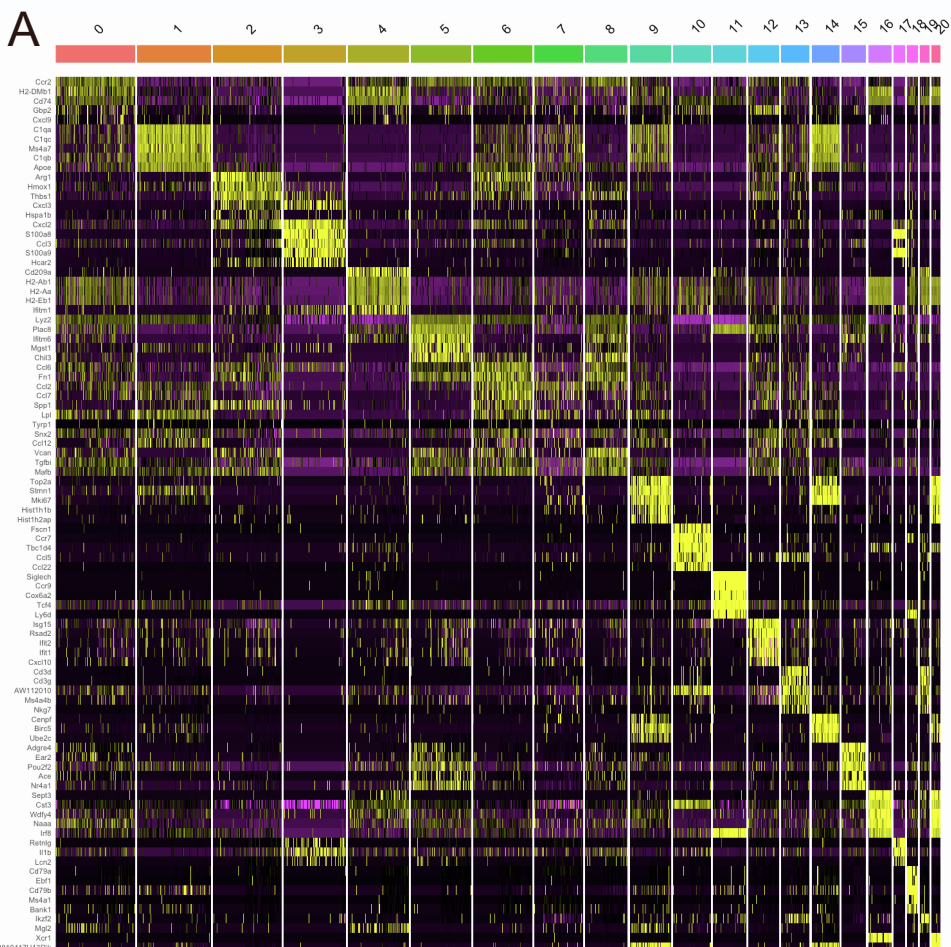 A
0 1 2 3 4 5 6 7 8 9 10 11 12 13 14 15 16 17 18 19 20
Ccr2
H2-DMb1
Cd74
Gbp2
Cxcl9
C1qa
C1qc
Ms4a7
C1qb
Apoe
Arg1
Hmox1
Thbs1
Cxcl3
Hspa1b
Cxcl2
S100a8
Ccl3
S100a9
Hcar2
Cd209a
H2-Ab1
H2-Aa
H2-Eb1
Ifitm1
Lyz2
Plac8
Ifitm6
Mgst1
Chil3
Ccl6
Fn1
Ccl2
Ccl7
Spp1
Lpl
Tyrp1
Snx2
Ccl12
Vcan
Tgfbi
Mafb
Top2a
Stmn1
Mki67
Hist1h1b
Hist1h2ap
Fscn1
Ccr7
Tbc1d4
Ccl5
Ccl22
Siglech
Ccr9
Cox6a2
Tcf4
Ly6d
Isg15
Rsad2
Ifit2
Ifit1
Cxcl10
Cd3d
Cd3g
AW112010
Ms4a4b
Nkg7
Cenpf
Birc5
Ube2c
Adgre4
Ear2
Pou2f2
Ace
Nr4a1
Sept3
Cst3
Wdfy4
Naaa
Irf8
Retnlg
Il1b
Lcn2
Cd79a
Ebf1
Cd79b
Ms4a1
Bank1
Ikzf2
Mgl2
Xcr1